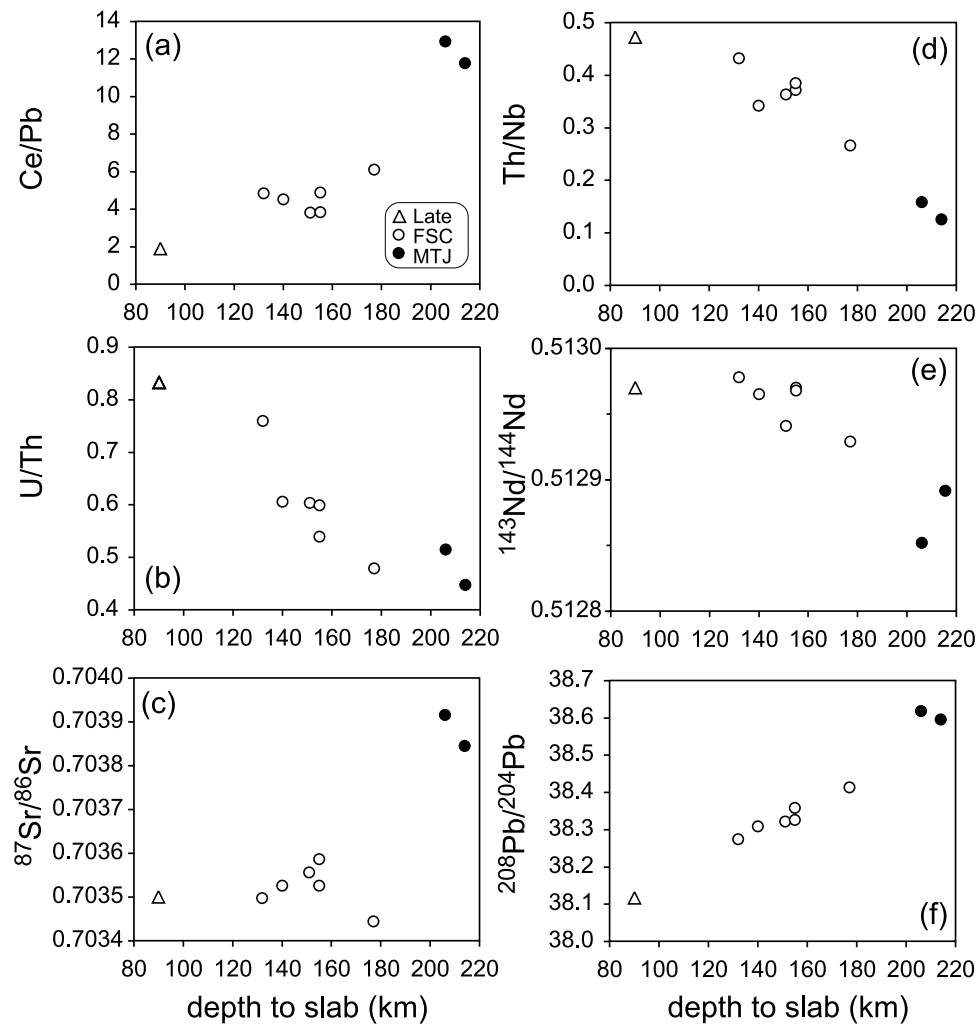 (a)
Ce/Pb
14
12
10
8
6
4
2
0
80 100 120 140 160 180 200 220
Late
FSC
MTJ
(d)
Th/Nb
0.5
0.4
0.3
0.2
0.1
0.0
80 100 120 140 160 180 200 220
(b)
U/Th
0.9
0.8
0.7
0.6
0.5
0.4
80 100 120 140 160 180 200 220
(e)
143Nd/144Nd
0.5130
0.5129
0.5128
80 100 120 140 160 180 200 220
(c)
87Sr/86Sr
0.7040
0.7039
0.7038
0.7037
0.7036
0.7035
0.7034
80 100 120 140 160 180 200 220
depth to slab (km)
(f)
208Pb/204Pb
38.7
38.6
38.5
38.4
38.3
38.2
38.1
38.0
80 100 120 140 160 180 200 220
depth to slab (km)